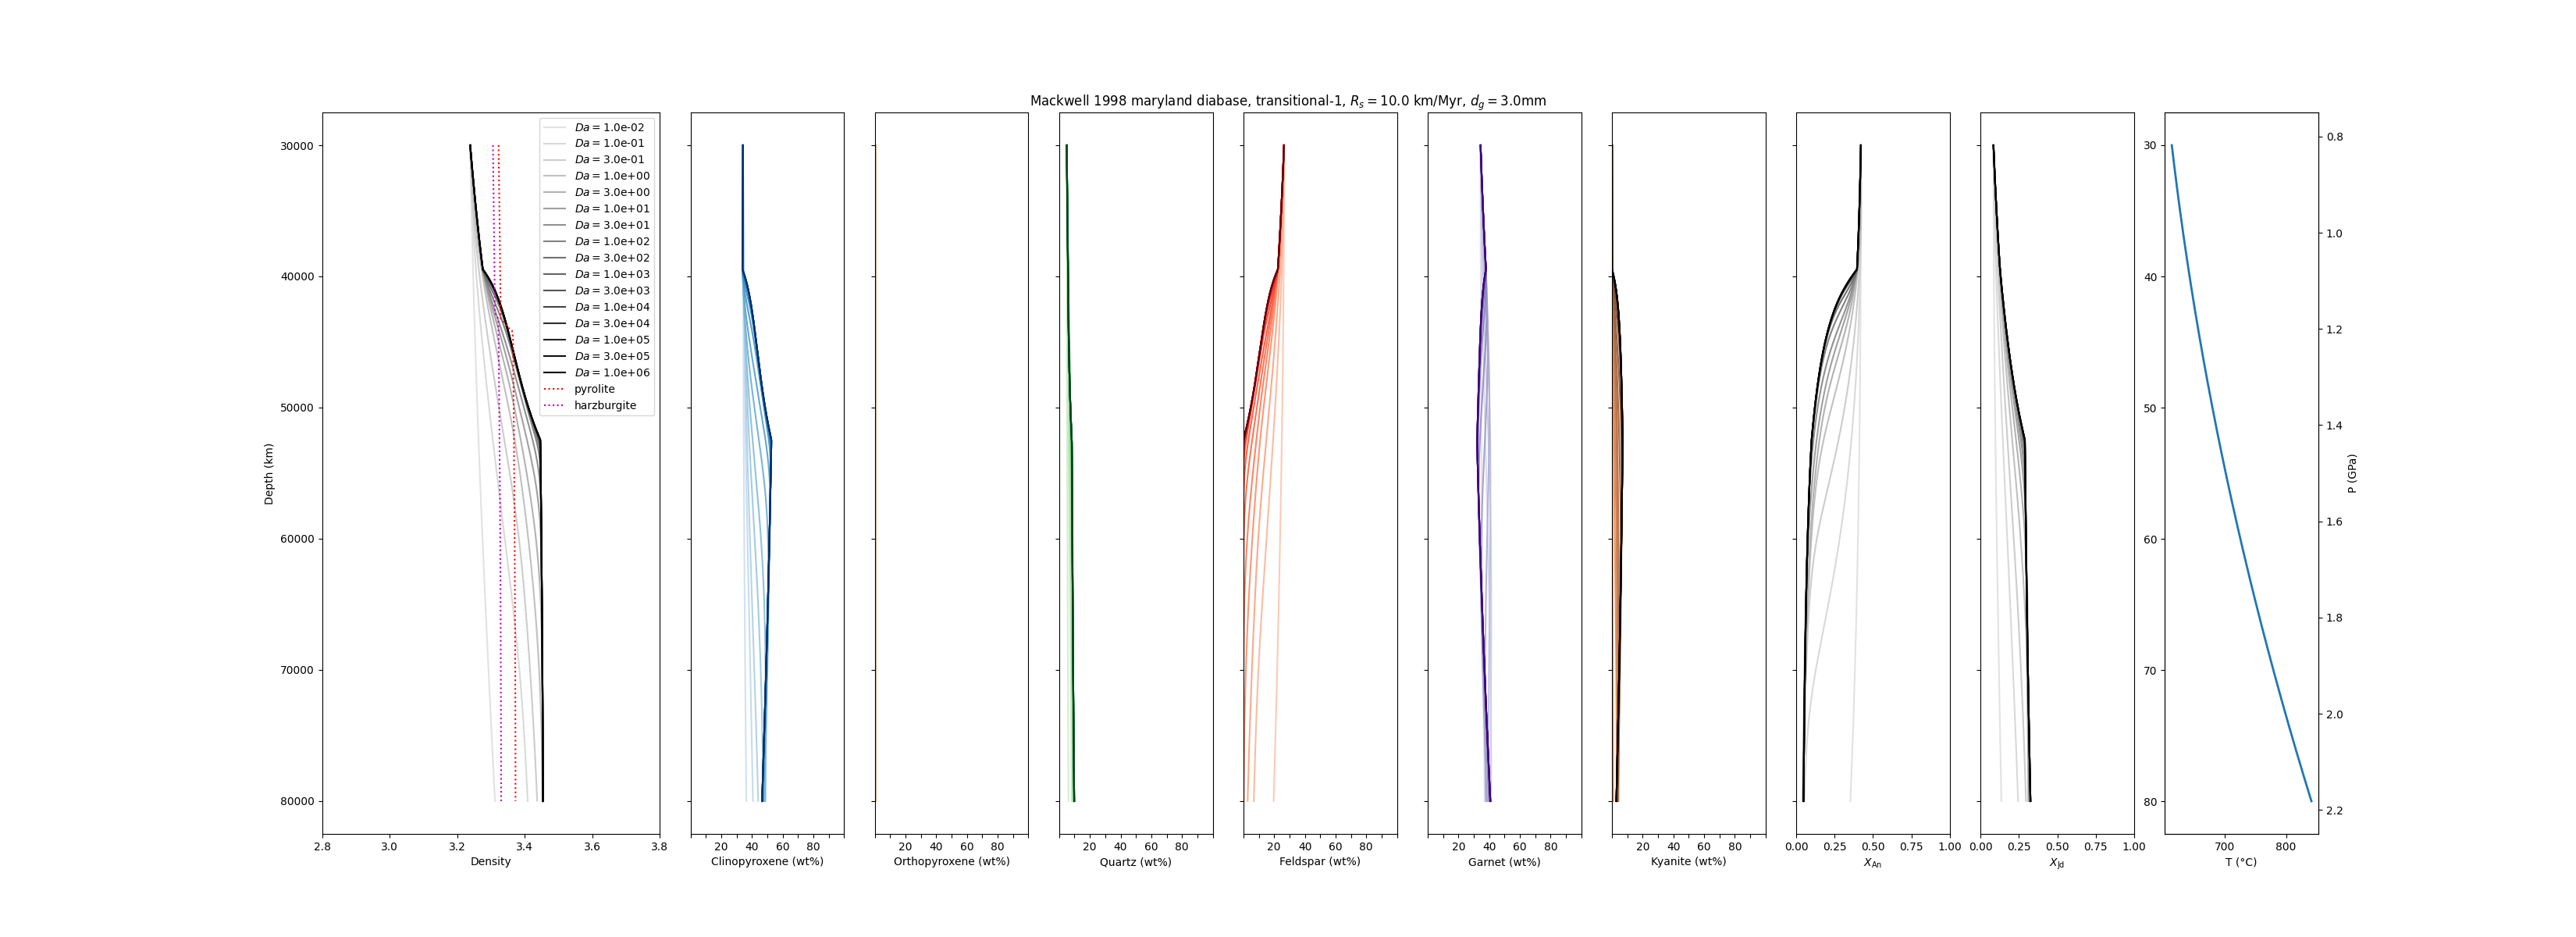 Mackwell 1998 maryland diabase, transitional-1, R_s = 10.0 km/Myr, d_g = 3.0mm
Da = 1.0e-02
Da = 1.0e-01
Da = 3.0e-01
Da = 1.0e+00
Da = 3.0e+00
Da = 1.0e+01
Da = 3.0e+01
Da = 1.0e+02
Da = 3.0e+02
Da = 1.0e+03
Da = 3.0e+03
Da = 1.0e+04
Da = 3.0e+04
Da = 1.0e+05
Da = 3.0e+05
Da = 1.0e+06
pyrolite
harzburgite
Depth (km)
30000
40000
50000
60000
70000
80000
2.8 3.0 3.2 3.4 3.6 3.8
Density
20 40 60 80
Clinopyroxene (wt%)
20 40 60 80
Orthopyroxene (wt%)
20 40 60 80
Quartz (wt%)
20 40 60 80
Feldspar (wt%)
20 40 60 80
Garnet (wt%)
20 40 60 80
Kyanite (wt%)
0.00 0.25 0.50 0.75 1.00
X_An
0.00 0.25 0.50 0.75 1.00
X_Jd
30
40
50
60
70
80
700 800
T (°C)
0.8
1.0
1.2
1.4
1.6
1.8
2.0
2.2
P (GPa)